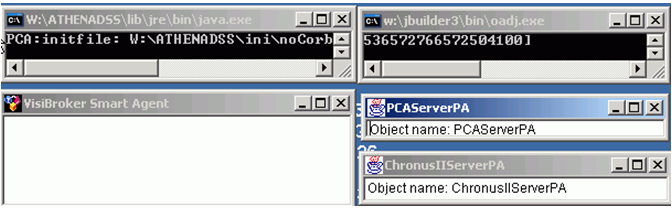 W:\ATHENADSS\lib\jre\bin\java.exe
PCA:initfile: W:\ATHENADSS\ini\noCorb
w:\jbuilder3\bin\oadj.exe
536572766572504100]
VisiBroker Smart Agent
PCAServerPA
Object name: PCAServerPA
ChronusIIServerPA
Object name: ChronusIIServerPA